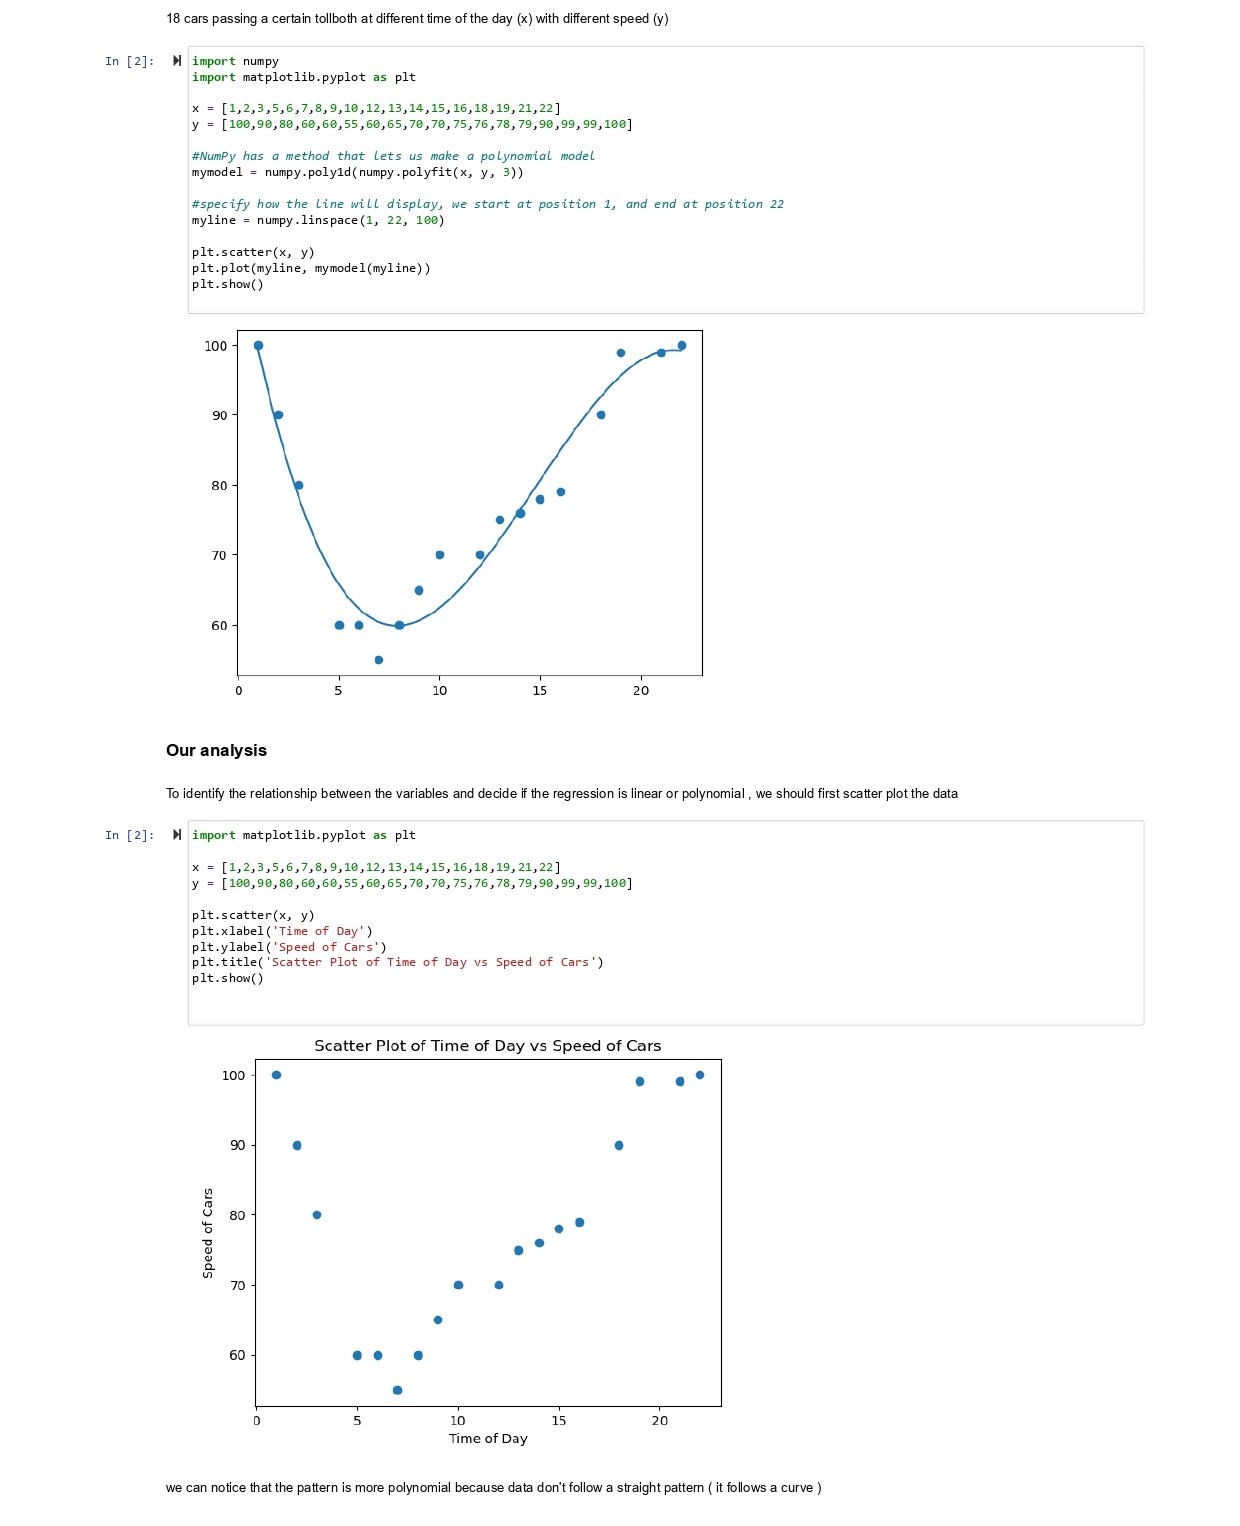 18 cars passing a certain tollboth at different time of the day (x) with different speed (y)
In [2]:
import numpy
import matplotlib.pyplot as plt
x = [1,2,3,5,6,7,8,9,10,12,13,14,15,16,18,19,21,22]
y = [100,90,80,60,60,55,60,65,70,70,75,76,78,79,90,99,99,100]
#NumPy has a method that lets us make a polynomial model
mymodel = numpy.poly1d(numpy.polyfit(x, y, 3))
#specify how the line will display, we start at position 1, and end at position 22
myline = numpy.linspace(1, 22, 100)
plt.scatter(x, y)
plt.plot(myline, mymodel(myline))
plt.show()
100
90
80
70
60
0 5 10 15 20
Our analysis
To identify the relationship between the variables and decide if the regression is linear or polynomial , we should first scatter plot the data
In [2]:
import matplotlib.pyplot as plt
x = [1,2,3,5,6,7,8,9,10,12,13,14,15,16,18,19,21,22]
y = [100,90,80,60,60,55,60,65,70,70,75,76,78,79,90,99,99,100]
plt.scatter(x, y)
plt.xlabel('Time of Day')
plt.ylabel('Speed of Cars')
plt.title('Scatter Plot of Time of Day vs Speed of Cars')
plt.show()
Scatter Plot of Time of Day vs Speed of Cars
100
90
80
70
60
Speed of Cars
0 5 10 15 20
Time of Day
we can notice that the pattern is more polynomial because data don't follow a straight pattern ( it follows a curve )